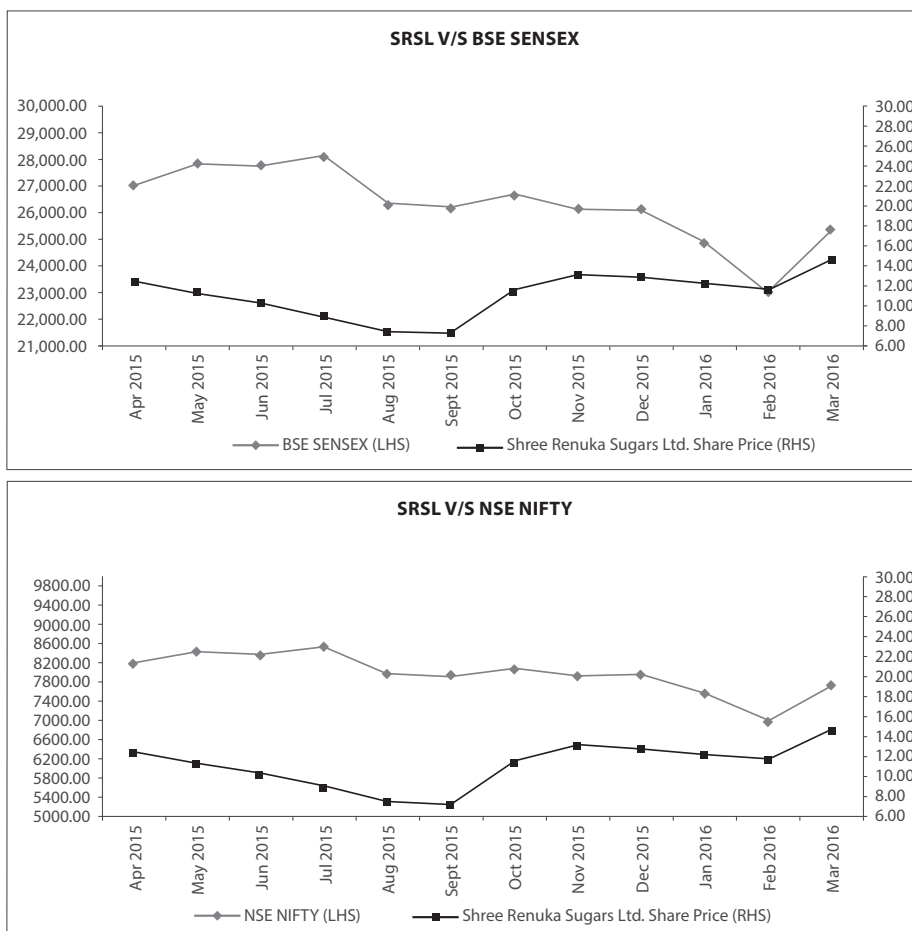 SRSL V/S BSE SENSEX
30,000.00
29,000.00
28,000.00
27,000.00
26,000.00
25,000.00
24,000.00
23,000.00
22,000.00
21,000.00
30.00
28.00
26.00
24.00
22.00
20.00
18.00
16.00
14.00
12.00
10.00
8.00
6.00
Apr 2015
May 2015
Jun 2015
Jul 2015
Aug 2015
Sept 2015
Oct 2015
Nov 2015
Dec 2015
Jan 2016
Feb 2016
Mar 2016
BSE SENSEX (LHS) Shree Renuka Sugars Ltd. Share Price (RHS)
SRSL V/S NSE NIFTY
9800.00
9400.00
9000.00
8600.00
8200.00
7800.00
7400.00
7000.00
6600.00
6200.00
5800.00
5400.00
5000.00
30.00
28.00
26.00
24.00
22.00
20.00
18.00
16.00
14.00
12.00
10.00
8.00
6.00
Apr 2015
May 2015
Jun 2015
Jul 2015
Aug 2015
Sept 2015
Oct 2015
Nov 2015
Dec 2015
Jan 2016
Feb 2016
Mar 2016
NSE NIFTY (LHS) Shree Renuka Sugars Ltd. Share Price (RHS)